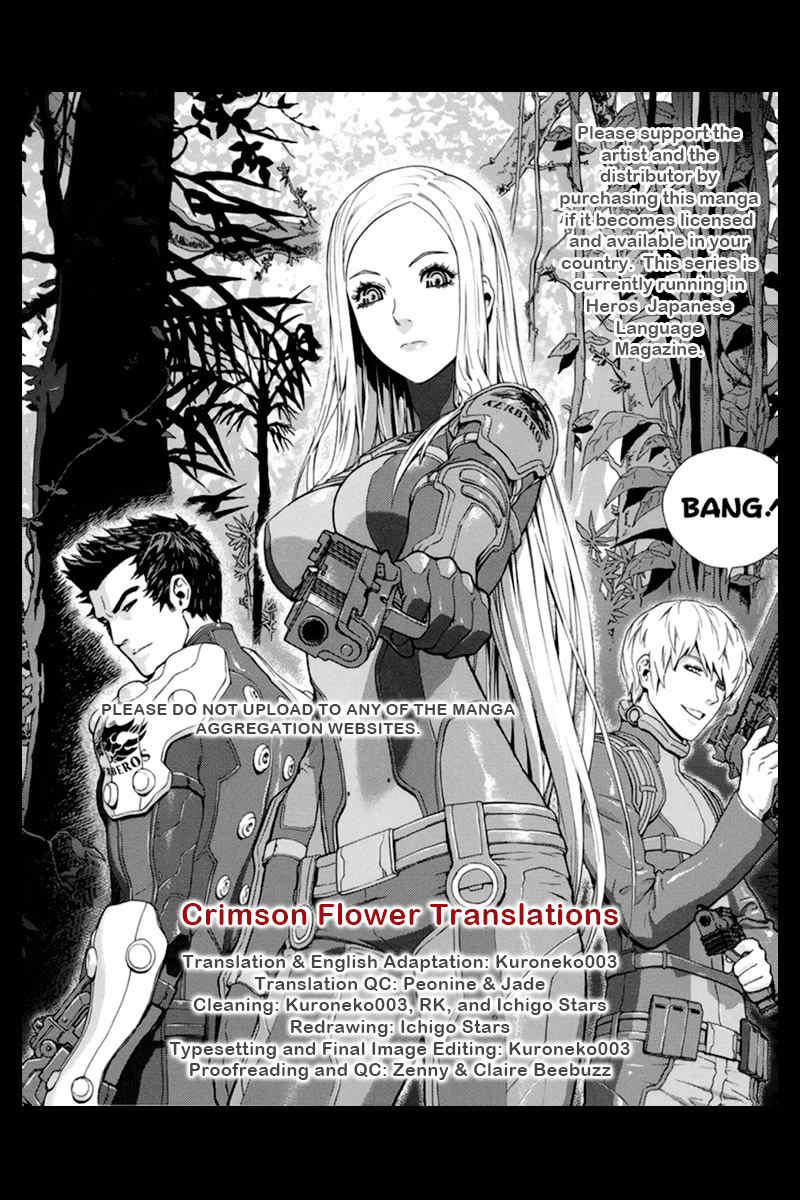 Please support the
artist and the
distributor by
purchasing this manga
if it becomes licensed
and available in your
country. This series is
currently running in
Heros Japanese
Language
Magazine.
KERBEROS
BANG!
PLEASE DO NOT UPLOAD TO ANY OF THE MANGA
AGGREGATION WEBSITES.
RBEROS
Crimson Flower Translations
Translation & English Adaptation: Kuroneko003
Translation QC: Peonine & Jade
Cleaning: Kuroneko003, RK, and Ichigo Stars
Redrawing: Ichigo Stars
Typesetting and Final Image Editing: Kuroneko003
Proofreading and QC: Zenny & Claire Beebuzz